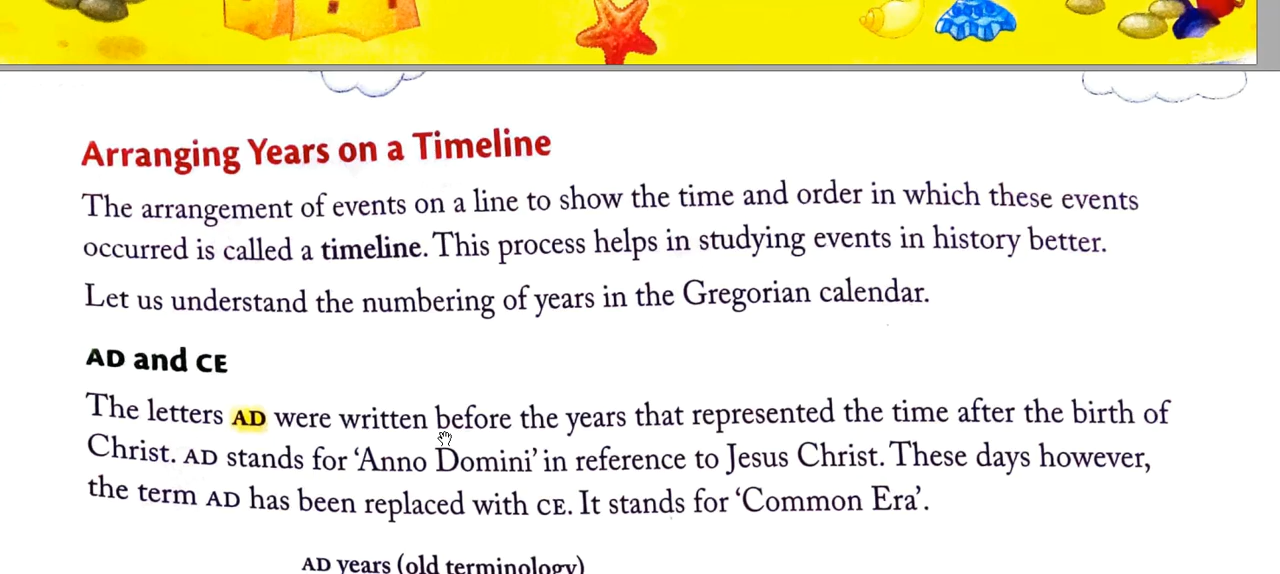 Arranging Years on a Timeline
The arrangement of events on a line to show the time and order in which these events
occurred is called a timeline. This process helps in studying events in history better.
Let us understand the numbering of years in the Gregorian calendar.
AD and CE
The letters AD were written before the years that represented the time after the birth of
Christ. AD stands for ‘Anno Domini’ in reference to Jesus Christ. These days however,
the term AD has been replaced with CE. It stands for ‘Common Era’.
AD years (old terminology)